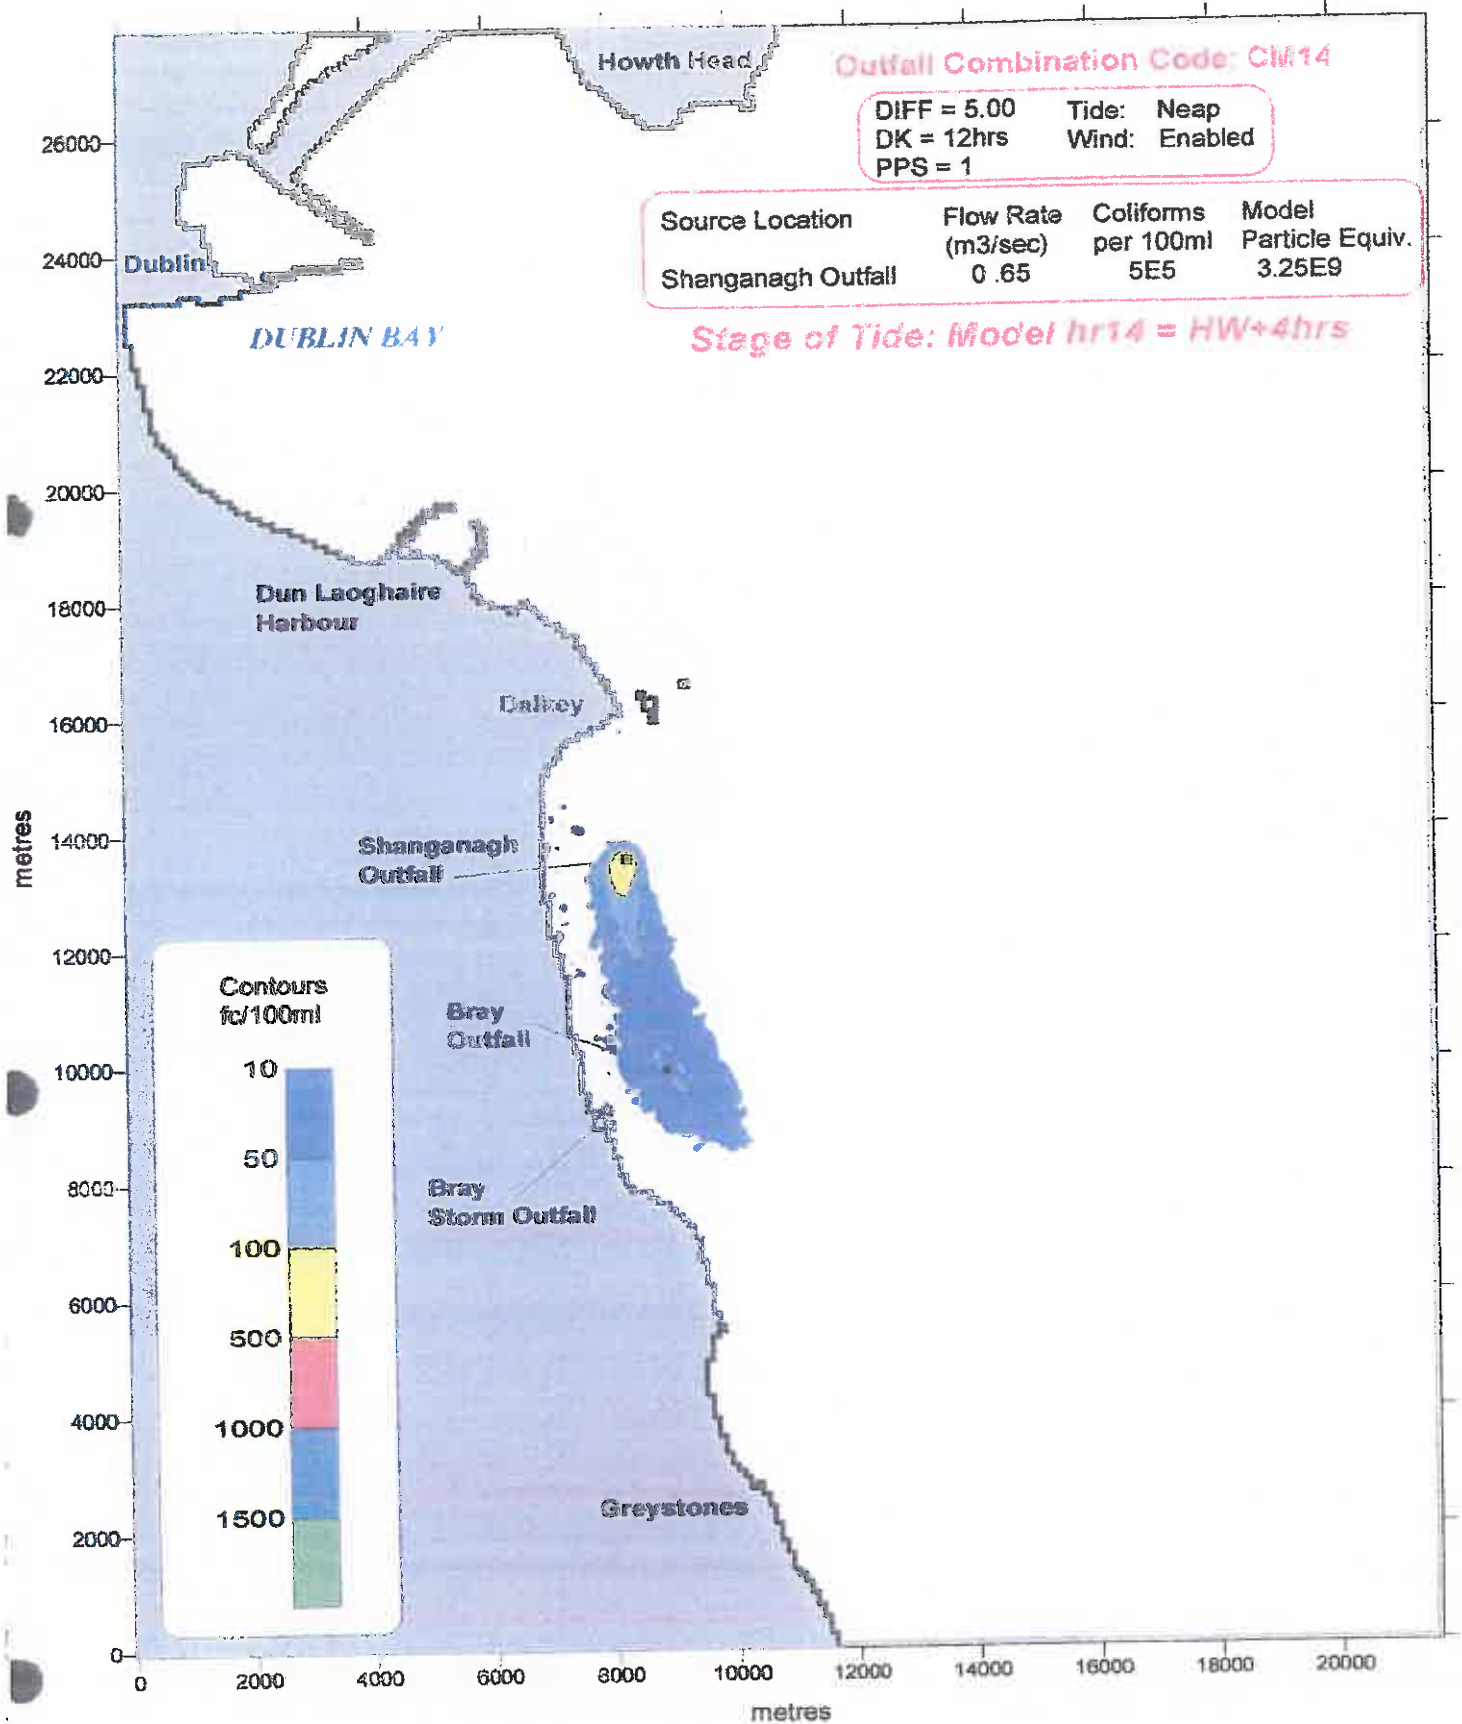 Howth Head
Outfall Combination Code: CM14
DIFF = 5.00 Tide: Neap
DK = 12hrs Wind: Enabled
PPS = 1
Source Location Flow Rate Coliforms Model
(m3/sec) per 100ml Particle Equiv.
Shanganagh Outfall 0 .65 5E5 3.25E9
Stage of Tide: Model hr14 = HW+4hrs
Dublin
DUBLIN BAY
Dun Laoghaire
Harbour
Dalkey
Shanganagh
Outfall
Bray
Outfall
Bray
Storm Outfall
Greystones
Contours
fc/100ml
10
50
100
500
1000
1500
metres
26000
24000
22000
20000
18000
16000
14000
12000
10000
8000
6000
4000
2000
0
0 2000 4000 6000 8000 10000 12000 14000 16000 18000 20000
metres